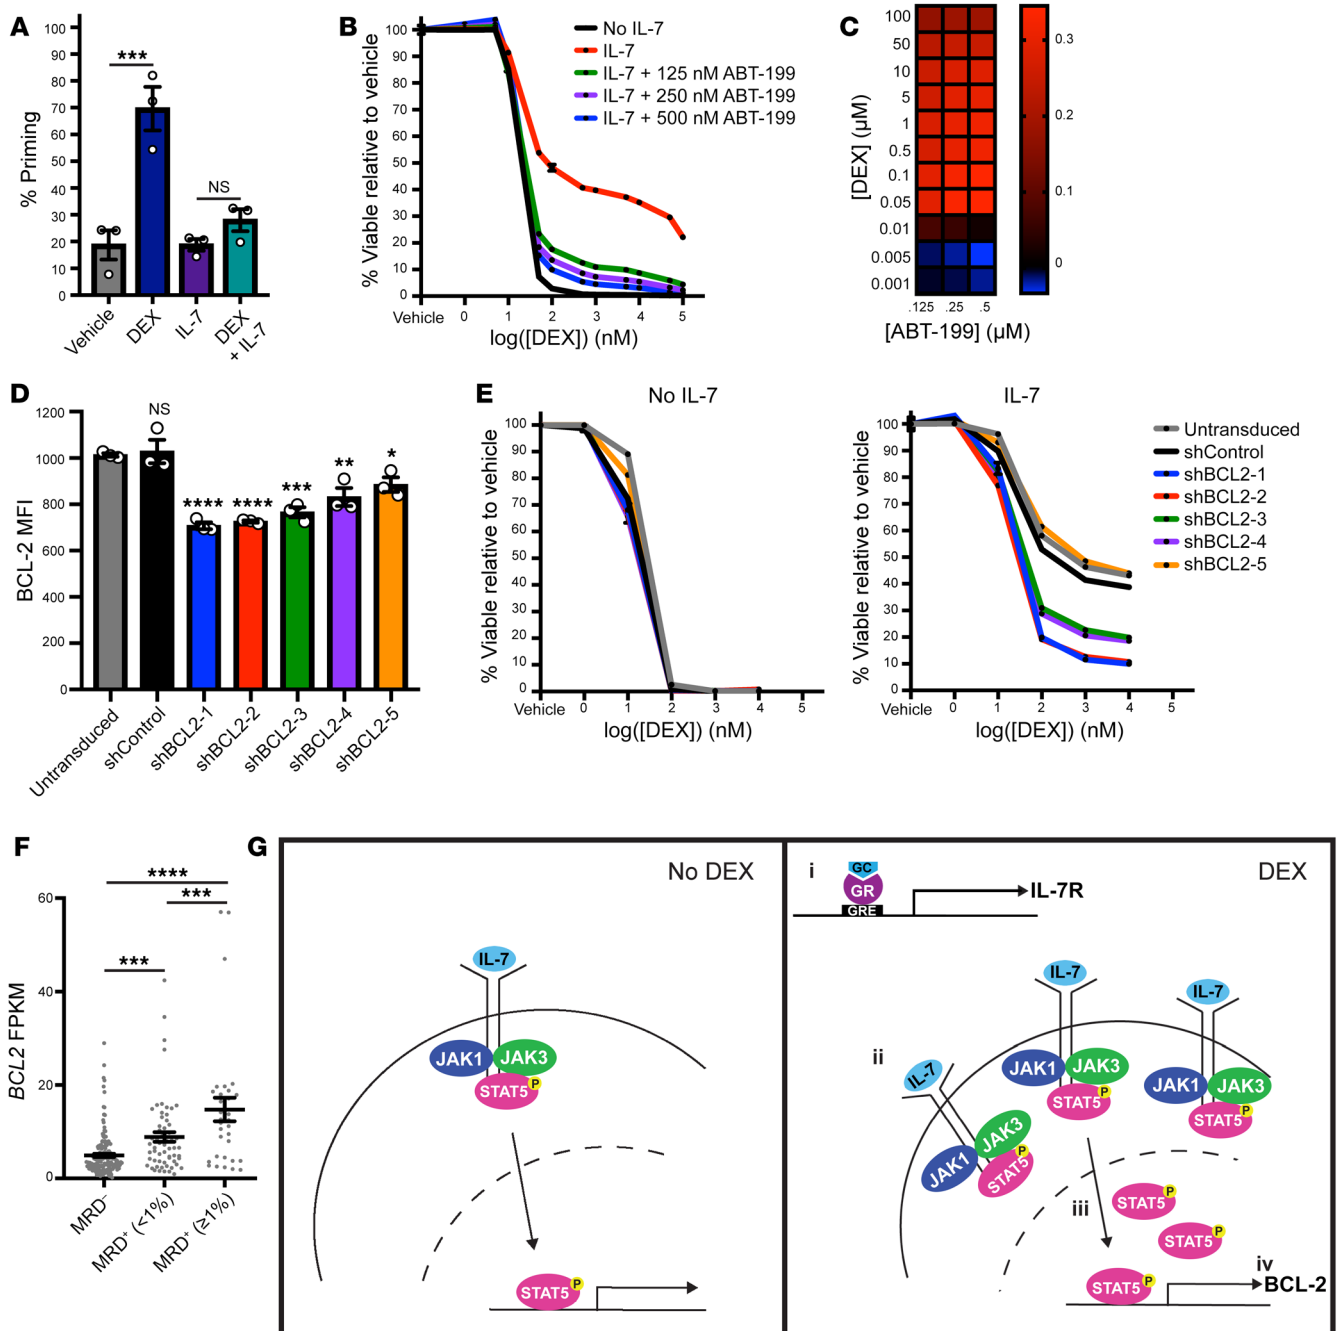 A
% Priming
100
90
80
70
60
50
40
30
20
10
0
***
NS
Vehicle
DEX
IL-7
DEX
+ IL-7
B
% Viable relative to vehicle
100
90
80
70
60
50
40
30
20
10
0
Vehicle 0 1 2 3 4 5
log([DEX]) (nM)
No IL-7
IL-7
IL-7 + 125 nM ABT-199
IL-7 + 250 nM ABT-199
IL-7 + 500 nM ABT-199
C
[DEX] (µM)
100
50
10
5
1
0.5
0.1
0.05
0.01
0.005
0.001
.125 .25 .5
[ABT-199] (µM)
0.3
0.2
0.1
0
D
BCL-2 MFI
1200
1000
800
600
400
200
0
NS
****
****
***
**
*
Untransduced
shControl
shBCL2-1
shBCL2-2
shBCL2-3
shBCL2-4
shBCL2-5
E
No IL-7
% Viable relative to vehicle
100
90
80
70
60
50
40
30
20
10
0
Vehicle 0 1 2 3 4 5
log([DEX]) (nM)
IL-7
% Viable relative to vehicle
100
90
80
70
60
50
40
30
20
10
0
Vehicle 0 1 2 3 4 5
log([DEX]) (nM)
Untransduced
shControl
shBCL2-1
shBCL2-2
shBCL2-3
shBCL2-4
shBCL2-5
F
BCL2 FPKM
60
40
20
0
****
***
***
MRD⁻
MRD⁺ (<1%)
MRD⁺ (≥1%)
G
No DEX
IL-7
JAK1
JAK3
STAT5
P
STAT5
P
DEX
i
GC
GR
GRE
IL-7R
ii
IL-7
JAK1
JAK3
STAT5
P
IL-7
JAK1
JAK3
STAT5
P
IL-7
JAK1
JAK3
STAT5
P
iii
STAT5
P
STAT5
P
STAT5
P
iv
BCL-2